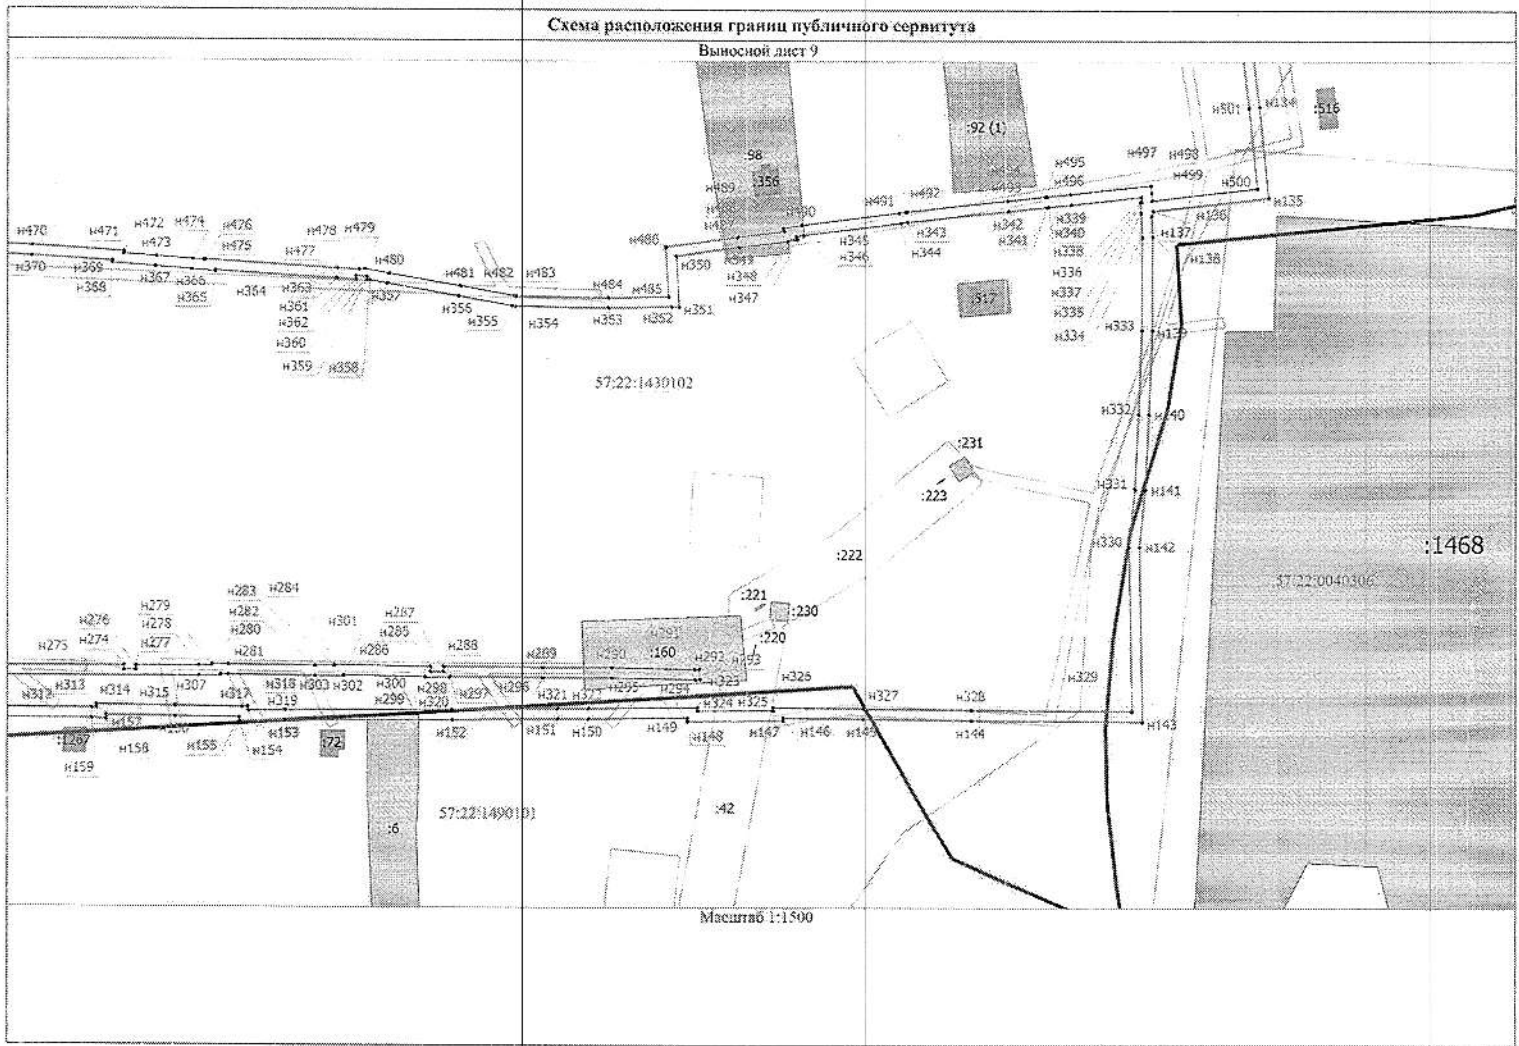 Схема расположения границ публичного сервитута
Выносной лист 9
н501
н134
:516
:92 (1)
:98
:356
н489
н490
н491
н492
н493
н495
н496
н497
н498
н499
н500
н135
н136
н137
н138
н470
н471
н472
н473
н474
н475
н476
н477
н478
н479
н480
н481
н482
н483
н484
н485
н486
н370
н369
н368
н367
н366
н365
н364
н363
н361
н362
н360
н359
н358
н357
н356
н355
н354
н353
н352
н351
н350
н349
н348
н347
н345
н346
н343
н344
н342
н341
н339
н340
н338
н336
н337
н335
н334
н333
н139
:517
57:22:1430102
н332
н140
:231
:223
н331
н141
н330
н142
:222
:1468
57:22:0040306
:221
:230
:220
н276
н274
н275
н279
н278
н277
н283
н284
н282
н280
н281
н301
н286
н287
н285
н288
н289
н290
н291
:160
н292
н293
н312
н313
н314
н315
н307
н317
н318
н319
н303
н302
н300
н299
н298
н320
н297
н296
н321
н322
н295
н294
н323
н324
н325
н326
н327
н328
н329
:1267
н159
н158
н157
н156
н155
н154
н153
:72
н152
н151
н150
н149
н148
н147
н146
н145
н144
н143
:6
57:22:1490101
:42
Масштаб 1:1500